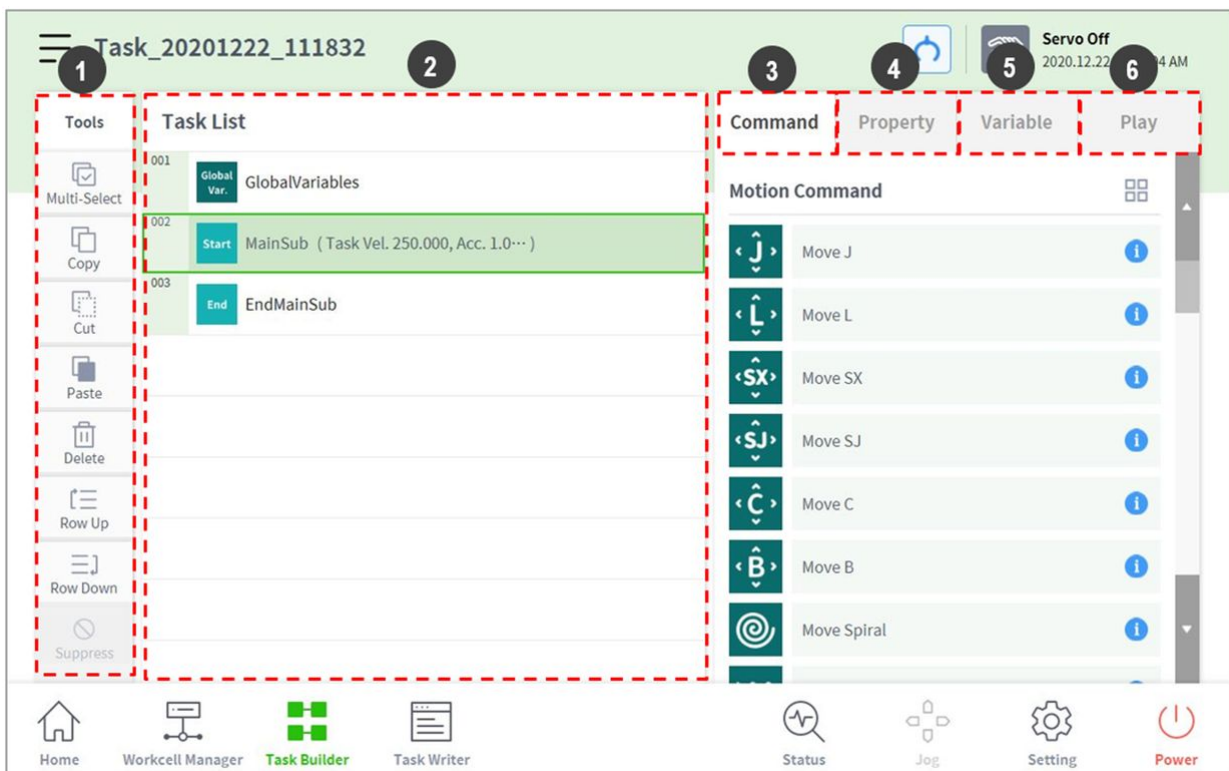 Task_20201222_111832
Servo Off
2020.12.22 4 AM
1
2
3
4
5
6
Tools
Multi-Select
Copy
Cut
Paste
Delete
Row Up
Row Down
Suppress
Task List
001
Global Var.
GlobalVariables
002
Start
MainSub ( Task Vel. 250.000, Acc. 1.0··· )
003
End
EndMainSub
Command
Property
Variable
Play
Motion Command
J
Move J
i
L
Move L
i
SX
Move SX
i
SJ
Move SJ
i
C
Move C
i
B
Move B
i
Move Spiral
i
Home
Workcell Manager
Task Builder
Task Writer
Status
Jog
Setting
Power